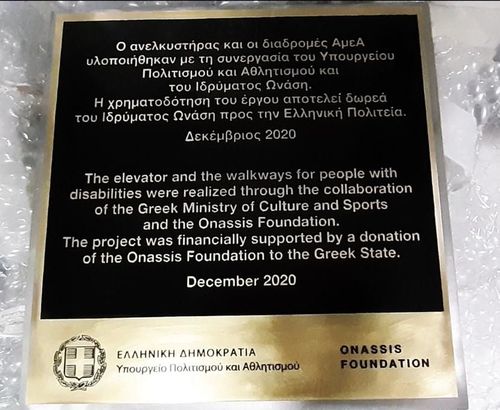 Ο ανελκυστήρας και οι διαδρομές ΑμεΑ
υλοποιήθηκαν με τη συνεργασία του Υπουργείου
Πολιτισμού και Αθλητισμού και
του Ιδρύματος Ωνάση.
Η χρηματοδότηση του έργου αποτελεί δωρεά
του Ιδρύματος Ωνάση προς την Ελληνική Πολιτεία.
Δεκέμβριος 2020
The elevator and the walkways for people with
disabilities were realized through the collaboration
of the Greek Ministry of Culture and Sports
and the Onassis Foundation.
The project was financially supported by a donation
of the Onassis Foundation to the Greek State.
December 2020
ΕΛΛΗΝΙΚΗ ΔΗΜΟΚΡΑΤΙΑ
Υπουργείο Πολιτισμού και Αθλητισμού
ONASSIS
FOUNDATION